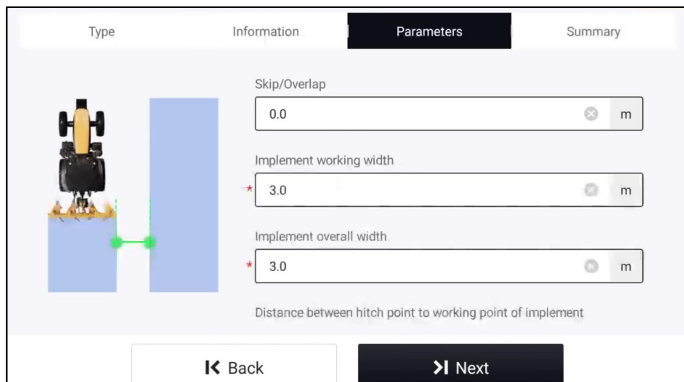 Type
Information
Parameters
Summary
Skip/Overlap
0.0
m
Implement working width
* 3.0
m
Implement overall width
* 3.0
m
Distance between hitch point to working point of implement
Back
Next